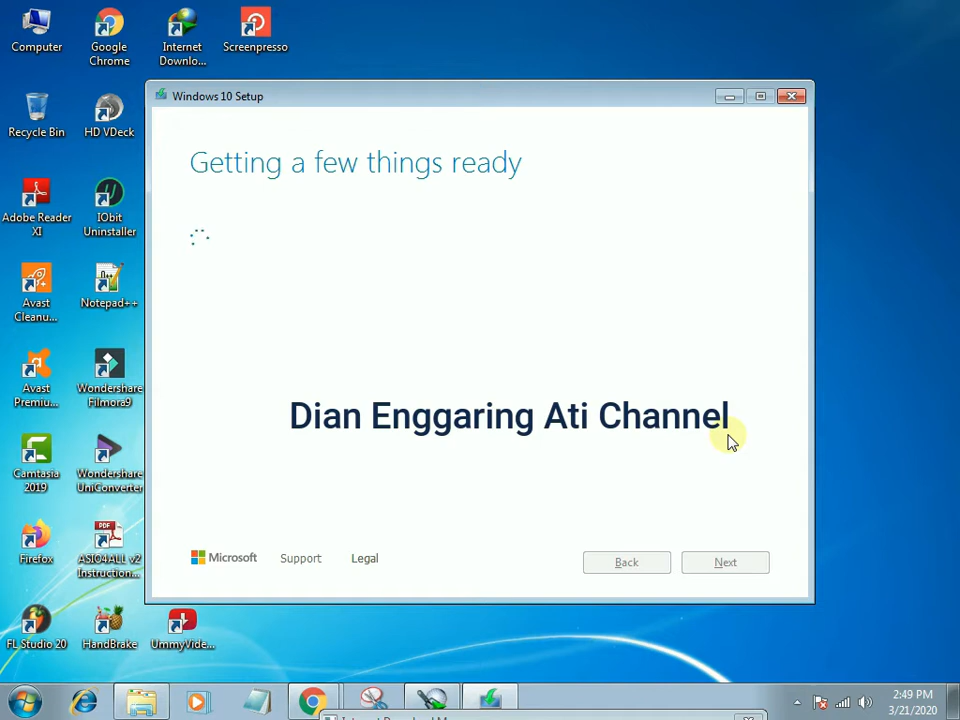 Computer
Google
Chrome
Internet
Downlo...
Screenpresso
Windows 10 Setup
Recycle Bin
HD VDeck
Getting a few things ready
Adobe Reader
XI
IObit
Uninstaller
Avast
Cleanu...
Notepad++
Avast
Premiu...
Wondershare
Filmora9
Dian Enggaring Ati Channel
Camtasia
2019
Wondershare
UniConverter
Firefox
PDF
ASIO4ALL v2
Instruction...
Microsoft
Support
Legal
Back
Next
FL Studio 20
HandBrake
UmmyVide...
2:49 PM
3/21/2020